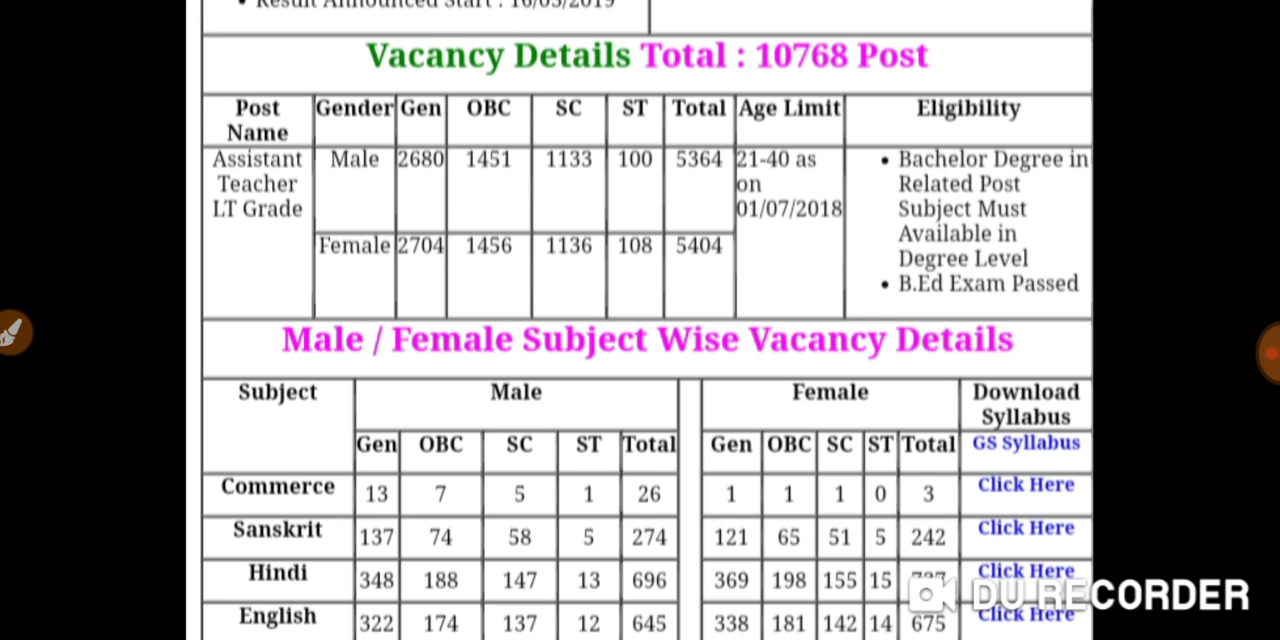 Result Announced Start : 16/03/2019
Vacancy Details Total : 10768 Post
Post Name Gender Gen OBC SC ST Total Age Limit Eligibility
Assistant Teacher LT Grade Male 2680 1451 1133 100 5364 21-40 as on 01/07/2018
Female 2704 1456 1136 108 5404
• Bachelor Degree in
Related Post
Subject Must
Available in
Degree Level
• B.Ed Exam Passed
Male / Female Subject Wise Vacancy Details
Subject Male Female Download Syllabus
Gen OBC SC ST Total Gen OBC SC ST Total GS Syllabus
Commerce 13 7 5 1 26 1 1 1 0 3 Click Here
Sanskrit 137 74 58 5 274 121 65 51 5 242 Click Here
Hindi 348 188 147 13 696 369 198 155 15 Click Here
English 322 174 137 12 645 338 181 142 14 675 Click Here
DU RECORDER